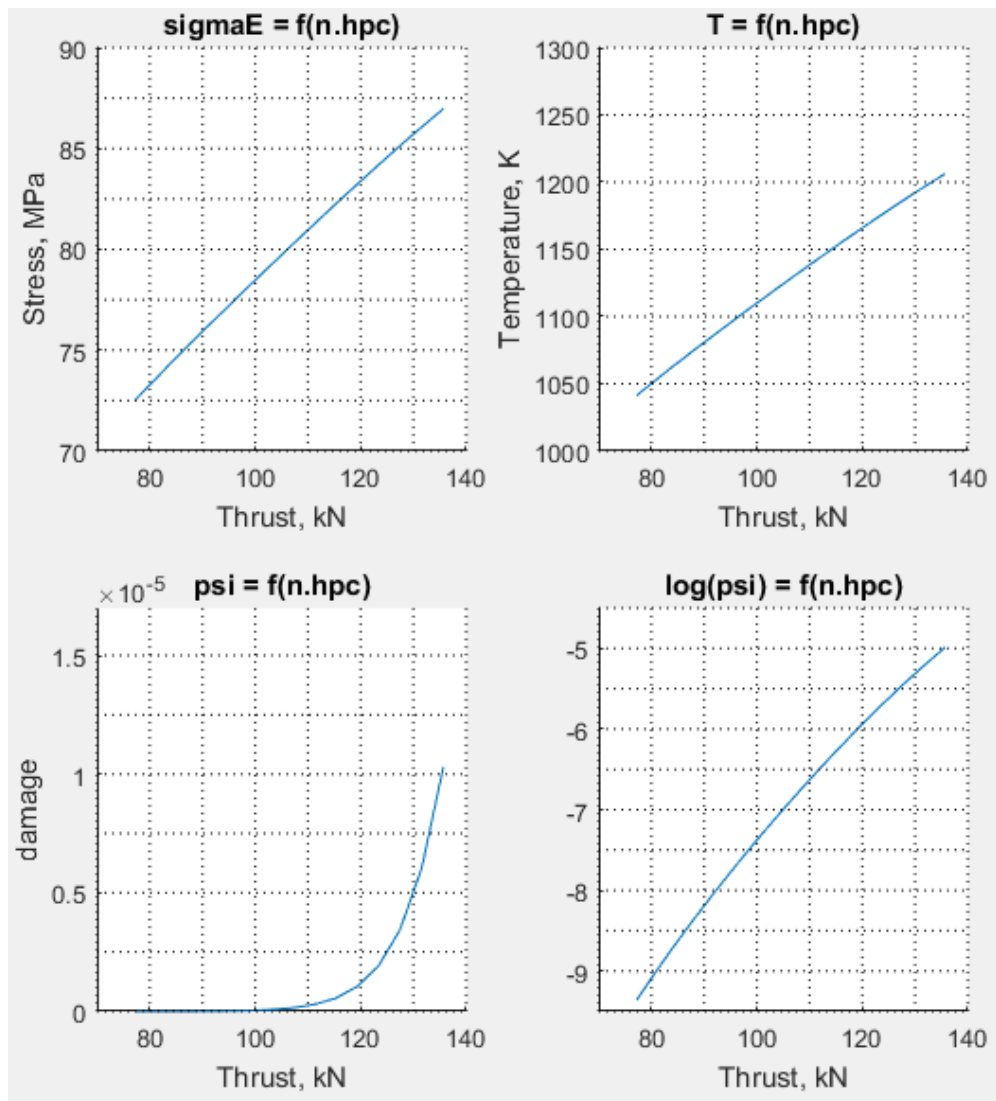 sigmaE = f(n.hpc)
90
85
80
75
70
Stress, MPa
80 100 120 140
Thrust, kN
T = f(n.hpc)
1300
1250
1200
1150
1100
1050
1000
Temperature, K
80 100 120 140
Thrust, kN
×10-5
psi = f(n.hpc)
1.5
1
0.5
0
damage
80 100 120 140
Thrust, kN
log(psi) = f(n.hpc)
-5
-6
-7
-8
-9
80 100 120 140
Thrust, kN